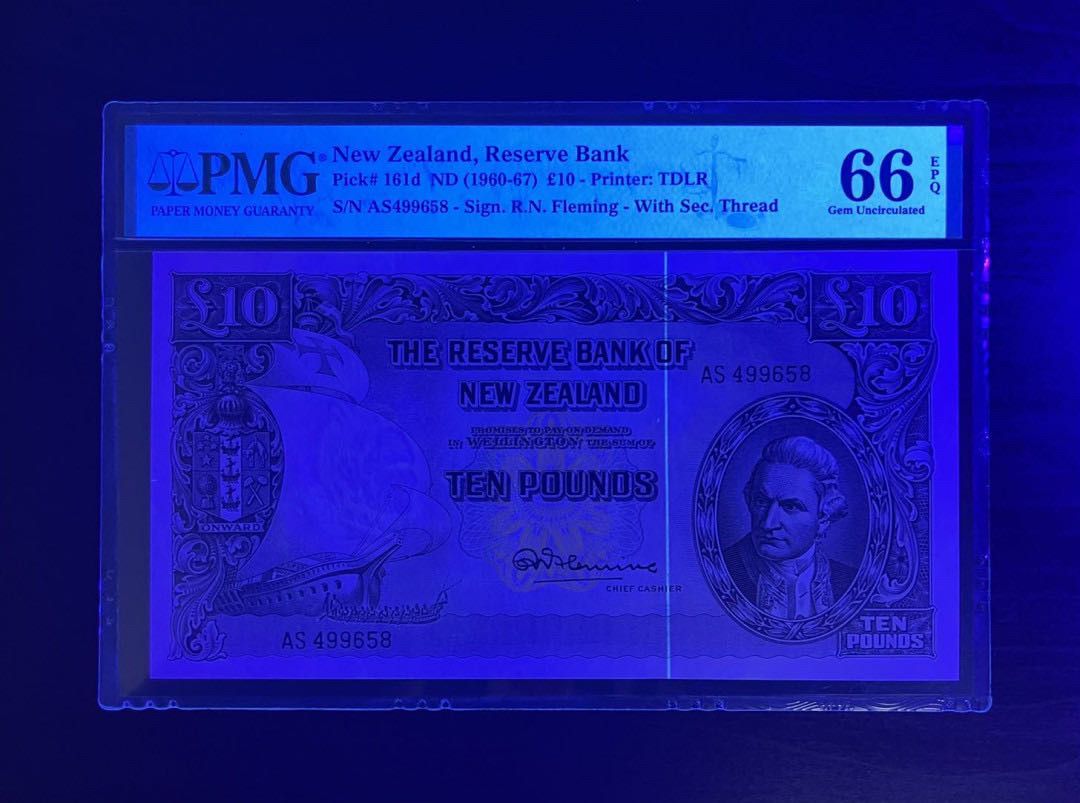 PMG®
PAPER MONEY GUARANTY
New Zealand, Reserve Bank
Pick# 161d ND (1960-67) £10 - Printer: TDLR
S/N AS499658 - Sign. R.N. Fleming - With Sec. Thread
66 EPQ
Gem Uncirculated
£10
£10
THE RESERVE BANK OF
NEW ZEALAND
AS 499658
PROMISES TO PAY ON DEMAND
IN WELLINGTON THE SUM OF
TEN POUNDS
ONWARD
RNFleming
CHIEF CASHIER
AS 499658
TEN
POUNDS